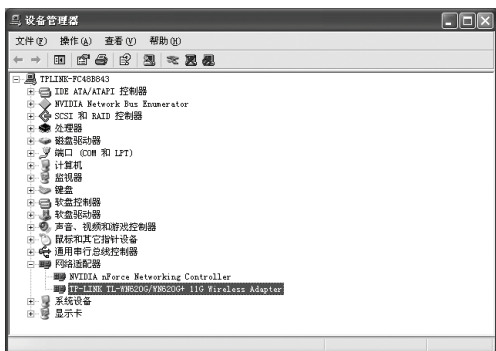 设备管理器
文件(F) 操作(A) 查看(V) 帮助(H)
TPLINK-FC48B843
IDE ATA/ATAPI 控制器
NVIDIA Network Bus Enumerator
SCSI 和 RAID 控制器
处理器
磁盘驱动器
端口 (COM 和 LPT)
计算机
监视器
键盘
软盘控制器
软盘驱动器
声音、视频和游戏控制器
鼠标和其它指针设备
通用串行总线控制器
网络适配器
NVIDIA nForce Networking Controller
TP-LINK TL-WN620G/WN620G+ 11G Wireless Adapter
系统设备
显示卡